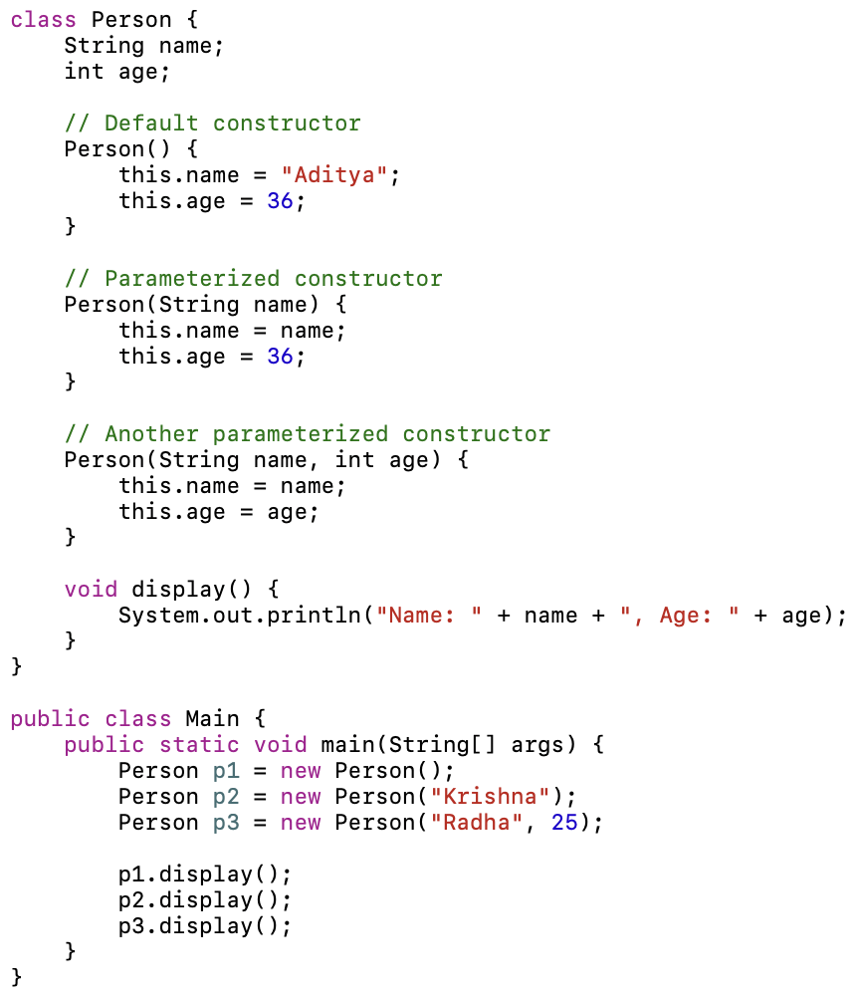 class Person {
    String name;
    int age;

    // Default constructor
    Person() {
        this.name = "Aditya";
        this.age = 36;
    }

    // Parameterized constructor
    Person(String name) {
        this.name = name;
        this.age = 36;
    }

    // Another parameterized constructor
    Person(String name, int age) {
        this.name = name;
        this.age = age;
    }

    void display() {
        System.out.println("Name: " + name + ", Age: " + age);
    }
}

public class Main {
    public static void main(String[] args) {
        Person p1 = new Person();
        Person p2 = new Person("Krishna");
        Person p3 = new Person("Radha", 25);

        p1.display();
        p2.display();
        p3.display();
    }
}